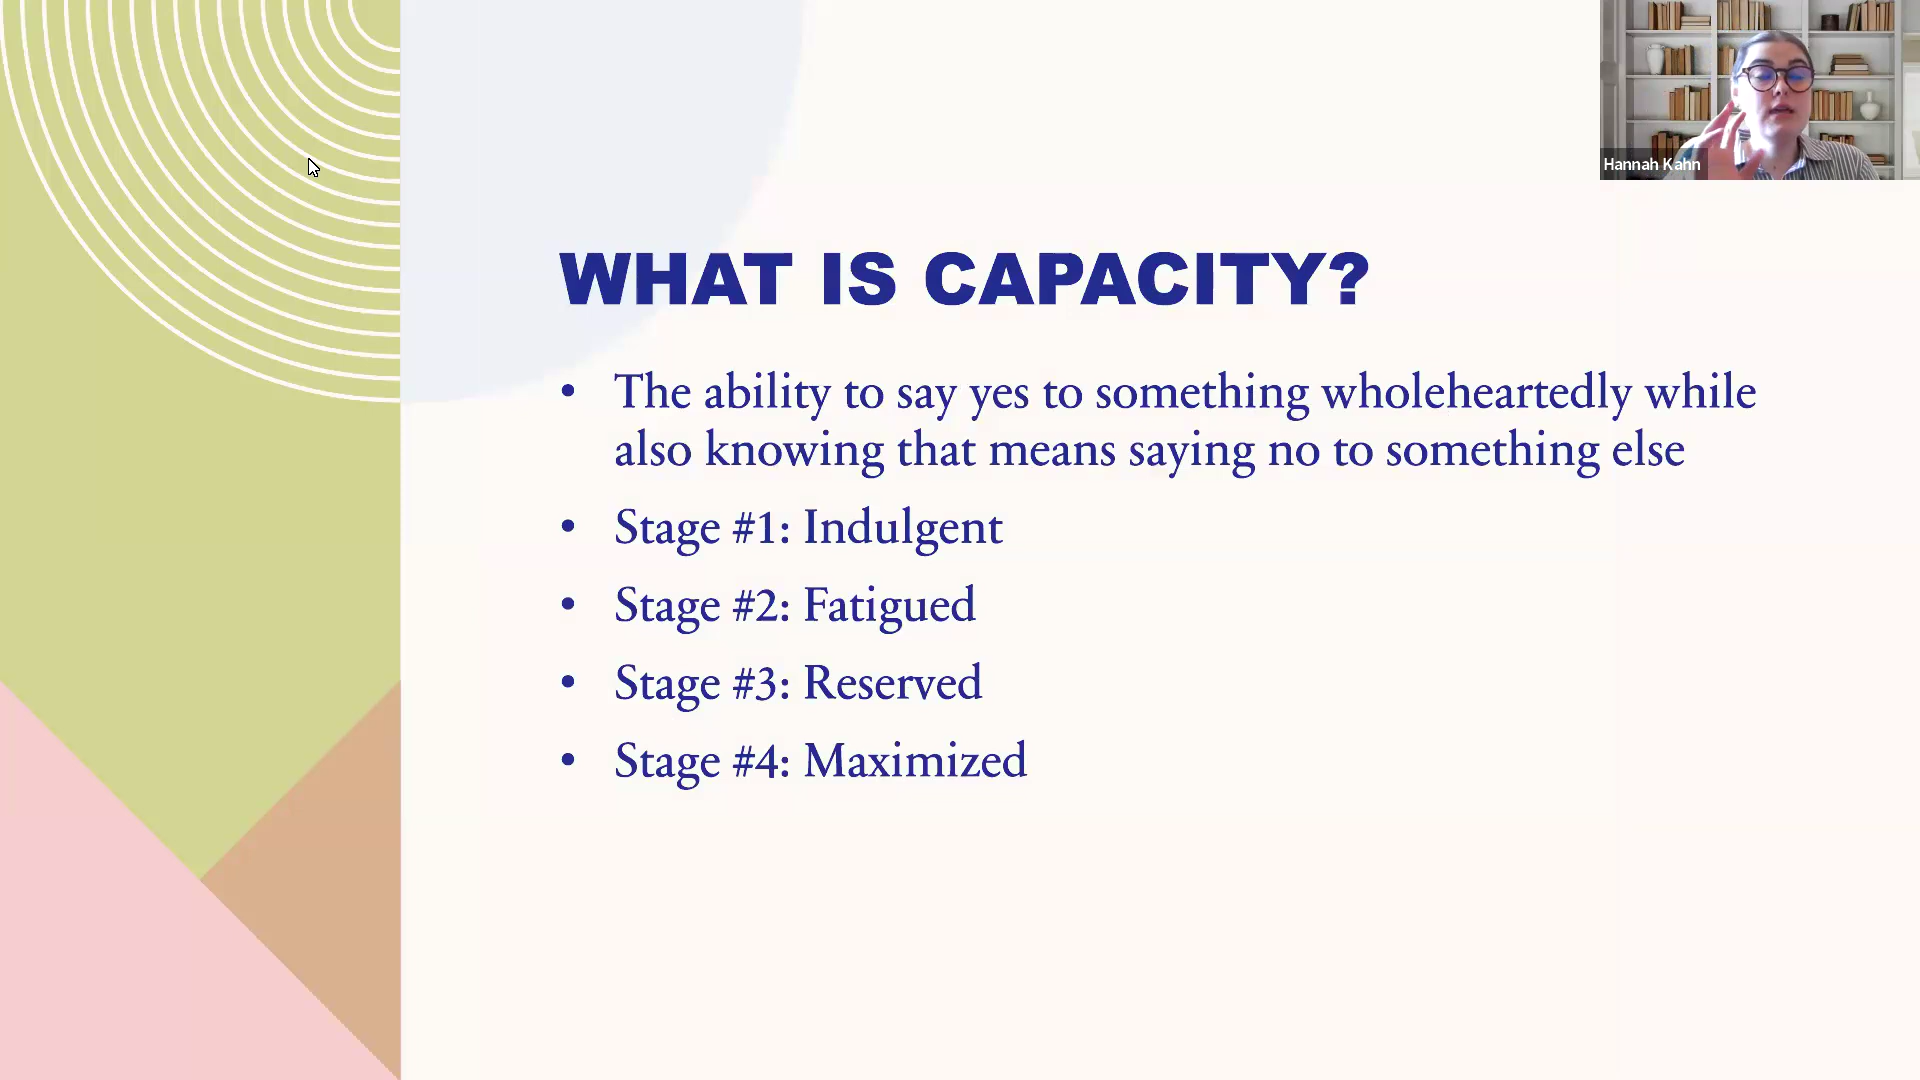 Hannah Kahn
WHAT IS CAPACITY?
• The ability to say yes to something wholeheartedly while
also knowing that means saying no to something else
• Stage #1: Indulgent
• Stage #2: Fatigued
• Stage #3: Reserved
• Stage #4: Maximized